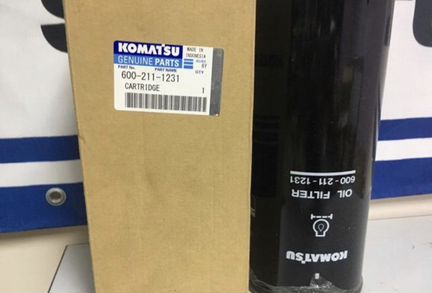 KOMATSU
GENUINE PARTS
MADE IN
INDONESIA
PART NO.
PART NAME
QTY
600-211-1231
CARTRIDGE
1
OIL FILTER
600-211-1231
KOMATSU